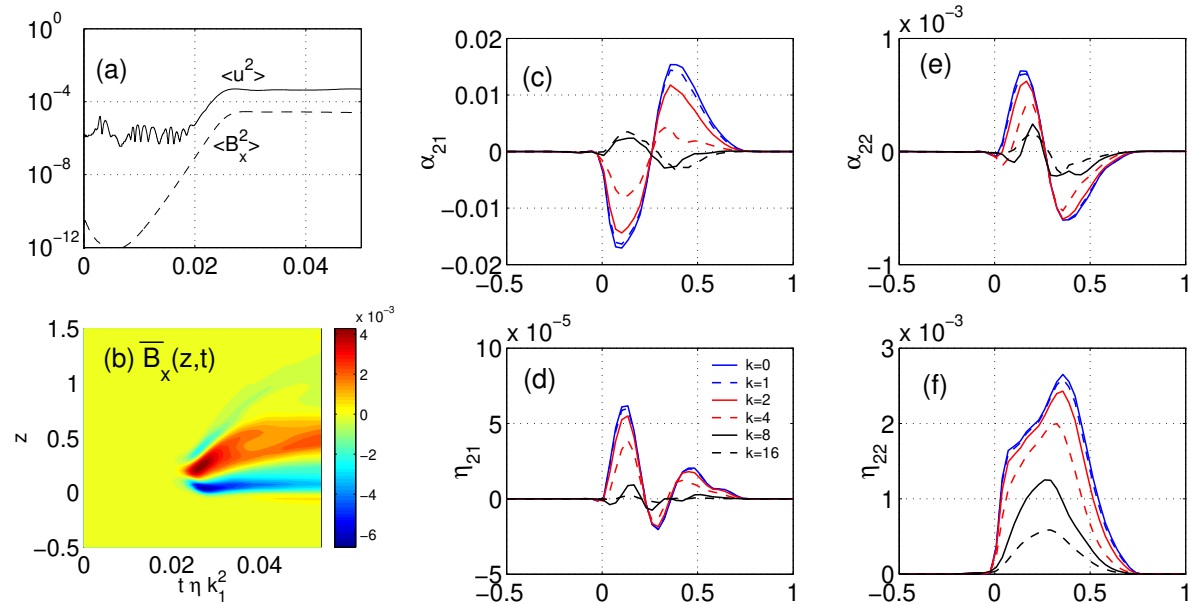 (a)
10^0
10^-4
10^-8
10^-12
<u^2>
<B_x^2>
0
0.02
0.04
(b) B̅_x(z,t)
x 10^-3
1.5
1
0.5
0
−0.5
z
4
2
0
−2
−4
−6
0.02
0.04
t η k_1^2
(c)
0.02
0.01
0
−0.01
−0.02
α_21
−0.5
0
0.5
1
(d)
x 10^-5
10
5
0
−5
η_21
k=0
k=1
k=2
k=4
k=8
k=16
−0.5
0
0.5
1
(e)
x 10^-3
1
0
−1
α_22
−0.5
0
0.5
1
(f)
x 10^-3
3
2
1
0
η_22
−0.5
0
0.5
1